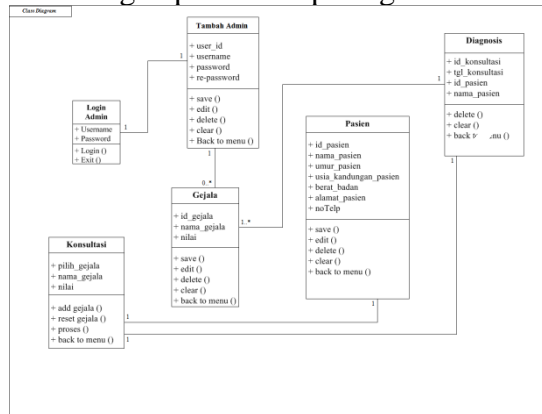 Class Diagram
Tambah Admin
+ user_id
+ username
+ password
+ re-password
+ save ()
+ edit ()
+ delete ()
+ clear ()
+ Back to menu ()
1
1
0..*
Login
Admin
+ Username
+ Password
+ Login ()
+ Exit ()
1
Diagnosis
+ id_konsultasi
+ tgl_konsultasi
+ id_pasien
+ nama_pasien
+ delete ()
+ clear ()
+ back nu ()
1
1
Pasien
+ id_pasien
+ nama_pasien
+ umur_pasien
+ usia_kandungan_pasien
+ berat_badan
+ alamat_pasien
+ noTelp
+ save ()
+ edit ()
+ delete ()
+ clear ()
+ back to menu ()
1
Gejala
+ id_gejala
+ nama_gejala
+ nilai
+ save ()
+ edit ()
+ delete ()
+ clear ()
+ back to menu ()
1..*
Konsultasi
+ pilih_gejala
+ nama_gejala
+ nilai
+ add gejala ()
+ reset gejala ()
+ proses ()
+ back to menu ()
1
1